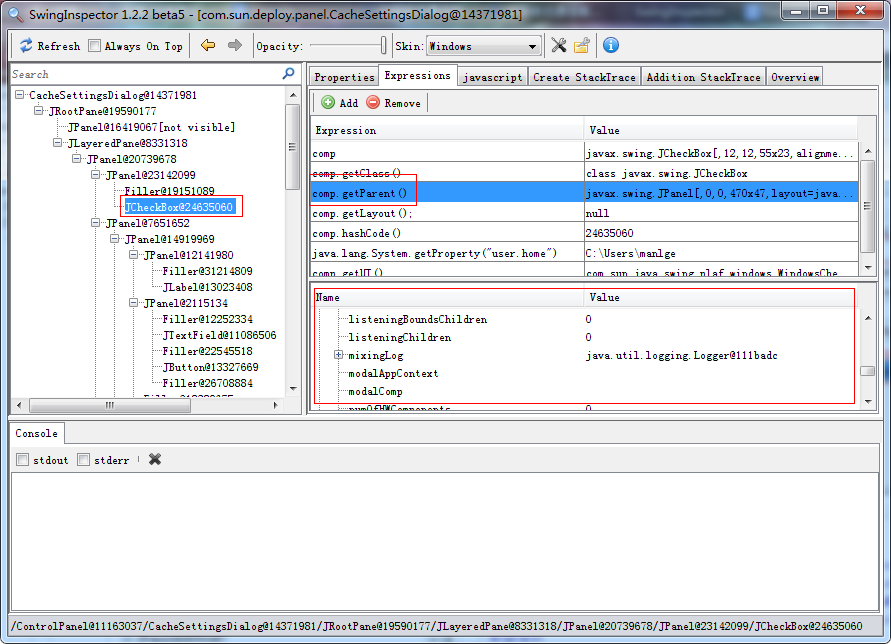 SwingInspector 1.2.2 beta5 - [com.sun.deploy.panel.CacheSettingsDialog@14371981]
Refresh Always On Top Opacity: Skin: Windows
Search
CacheSettingsDialog@14371981
JRootPane@19590177
JPanel@16419067[not visible]
JLayeredPane@8331318
JPanel@20739678
JPanel@23142099
Filler@19151089
JCheckBox@24635060
JPanel@7651652
JPanel@14919969
JPanel@12141980
Filler@31214809
JLabel@13023408
JPanel@2115134
Filler@12252334
JTextField@11086506
Filler@22545518
JButton@13327669
Filler@26708884
Properties Expressions javascript Create StackTrace Addition StackTrace Overview
Add Remove
Expression Value
comp javax.swing.JCheckBox[,12,12,55x23,alignme...
comp.getClass() class javax.swing.JCheckBox
comp.getParent() javax.swing.JPanel[,0,0,470x47,layout=java...
comp.getLayout(); null
comp.hashCode() 24635060
java.lang.System.getProperty("user.home") C:\Users\manlge
comp.getUI() com.sun.java.swing.plaf.windows.WindowsChe...
Name Value
listeningBoundsChildren 0
listeningChildren 0
mixingLog java.util.logging.Logger@111badc
modalAppContext
modalComp
numOfHWComponents 0
Console
stdout stderr
/ControlPanel@11163037/CacheSettingsDialog@14371981/JRootPane@19590177/JLayeredPane@8331318/JPanel@20739678/JPanel@23142099/JCheckBox@24635060